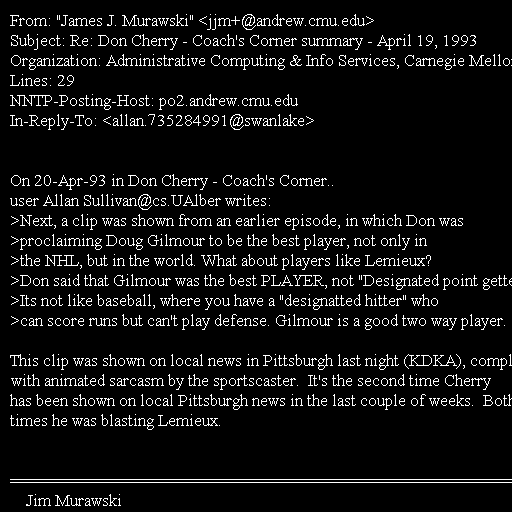 From: "James J. Murawski" <jjm+@andrew.cmu.edu>
Subject: Re: Don Cherry - Coach's Corner summary - April 19, 1993
Organization: Administrative Computing & Info Services, Carnegie
Lines: 29
NNTP-Posting-Host: po2.andrew.cmu.edu
In-Reply-To: <allan.735284991@swanlake>
On 20-Apr-93 in Don Cherry - Coach's Corner..
user Allan Sullivan@cs.UAlber writes:
>Next, a clip was shown from an earlier episode, in which Don was
>proclaiming Doug Gilmour to be the best player, not only in
>the NHL, but in the world. What about players like Lemieux?
>Don said that Gilmour was the best PLAYER, not "Designated point
>Its not like baseball, where you have a "designatted hitter" who
>can score runs but can't play defense. Gilmour is a good two way player.
This clip was shown on local news in Pittsburgh last night (KDKA),
with animated sarcasm by the sportscaster.  It's the second time Cherry
has been shown on local Pittsburgh news in the last couple of weeks.  Both
times he was blasting Lemieux.
Jim Murawski